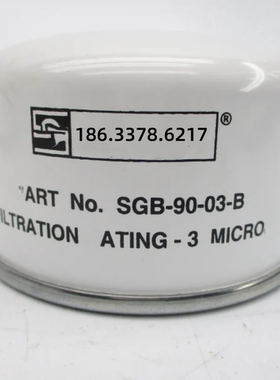 186.3378.6217 ®
"ART No. SGB-90-03-B
ILTRATION ATING - 3 MICRO